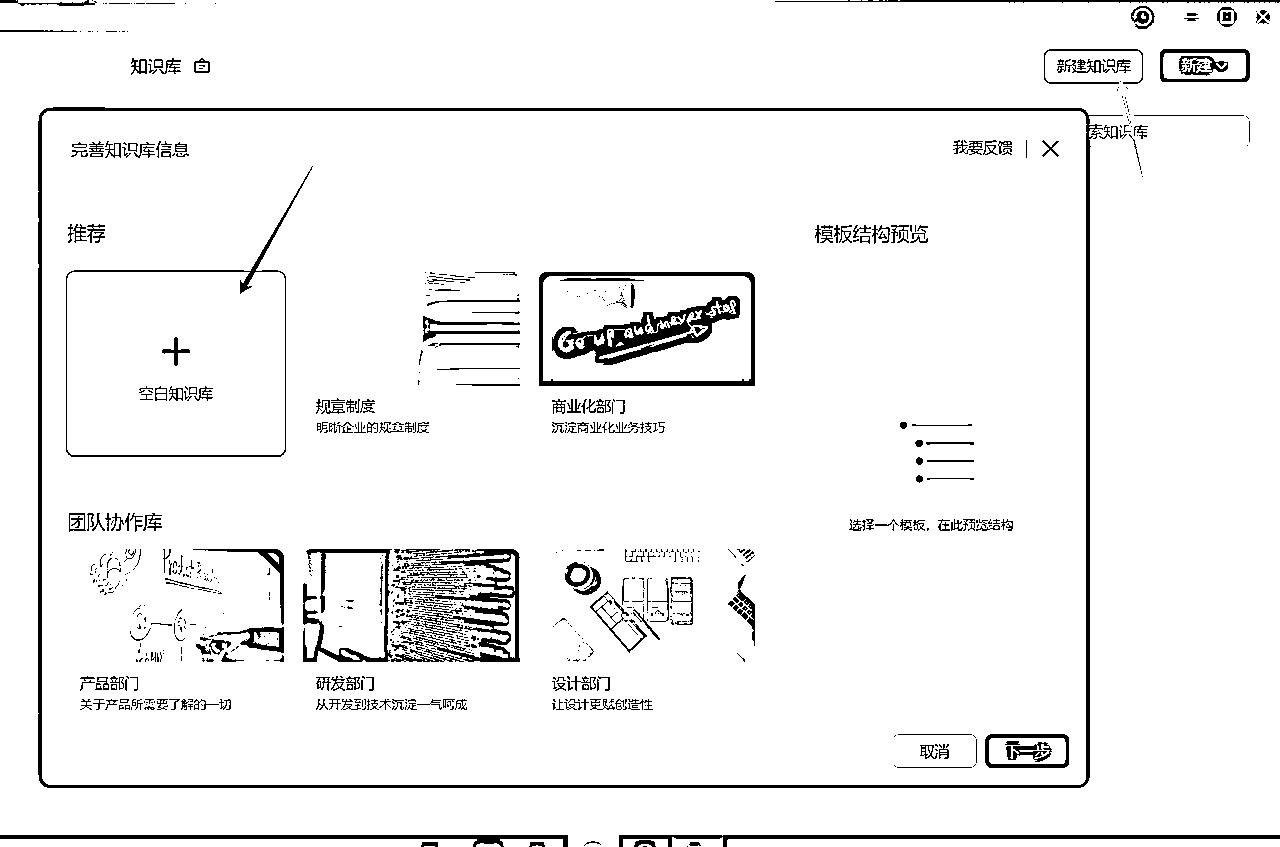 知识库
新建知识库
新建
索知识库
完善知识库信息
我要反馈
推荐
模板结构预览
空白知识库
Go up and never stop
规章制度
明晰企业的规章制度
商业化部门
沉淀商业化业务技巧
选择一个模板，在此预览结构
团队协作库
产品部门
关于产品所需要了解的一切
研发部门
从开发到技术沉淀一气呵成
设计部门
让设计更赋创造性
取消
下一步